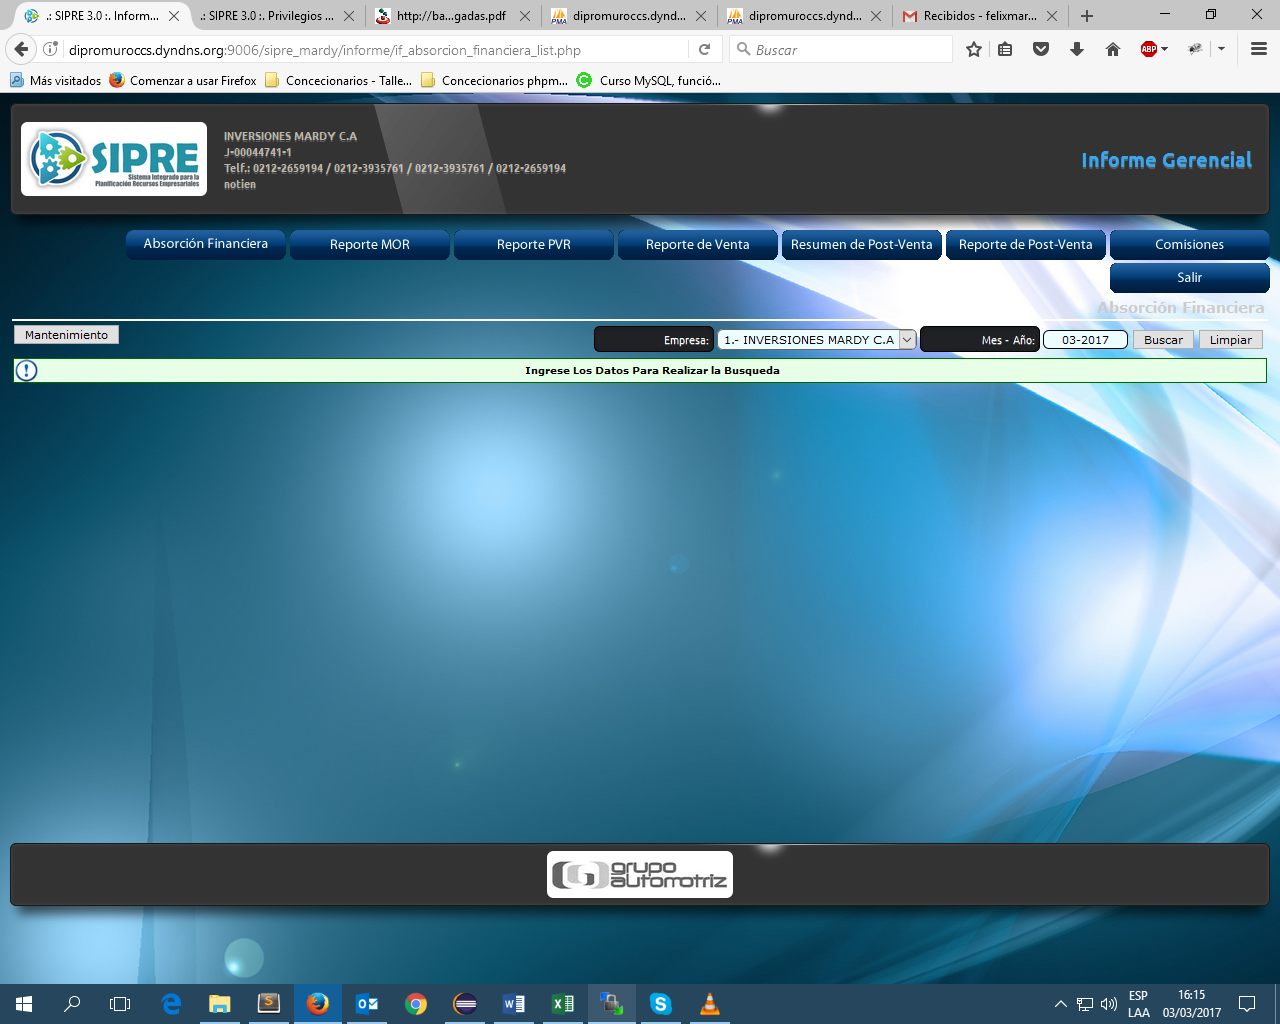 .: SIPRE 3.0 :. Inform...
.: SIPRE 3.0 :. Privilegios ...
http://ba...gadas.pdf
dipromuroccs.dynd...
dipromuroccs.dynd...
Recibidos - felixmar...
dipromuroccs.dyndns.org:9006/sipre_mardy/informe/if_absorcion_financiera_list.php
Buscar
ABP
Más visitados
Comenzar a usar Firefox
Concecionarios - Talle...
Concecionarios phpm...
Curso MySQL, funció...
SIPRE
Sistema Integrado para la
Planificación Recursos Empresariales
INVERSIONES MARDY C.A
J-00044741-1
Telf.: 0212-2659194 / 0212-3935761 / 0212-3935761 / 0212-2659194
notien
Informe Gerencial
Absorción Financiera
Reporte MOR
Reporte PVR
Reporte de Venta
Resumen de Post-Venta
Reporte de Post-Venta
Comisiones
Salir
Absorción Financiera
Mantenimiento
Empresa:
1.- INVERSIONES MARDY C.A
Mes - Año:
03-2017
Buscar
Limpiar
Ingrese Los Datos Para Realizar la Busqueda
grupo
automotriz
ESP
LAA
16:15
03/03/2017